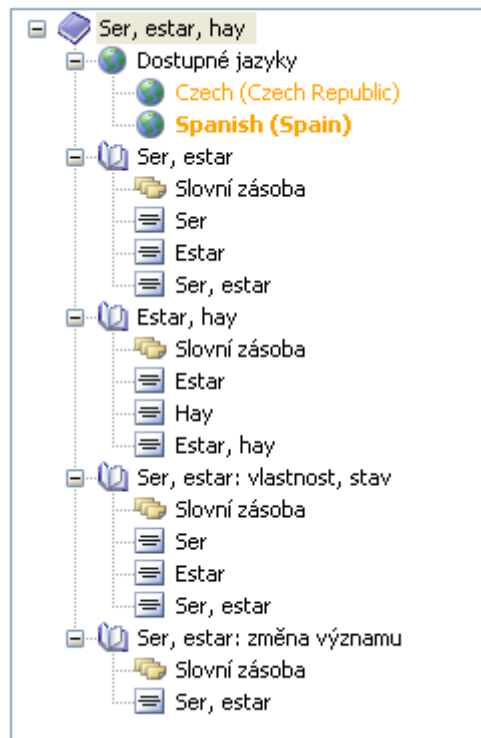 Ser, estar, hay
Dostupné jazyky
Czech (Czech Republic)
Spanish (Spain)
Ser, estar
Slovní zásoba
Ser
Estar
Ser, estar
Estar, hay
Slovní zásoba
Estar
Hay
Estar, hay
Ser, estar: vlastnost, stav
Slovní zásoba
Ser
Estar
Ser, estar
Ser, estar: změna významu
Slovní zásoba
Ser, estar